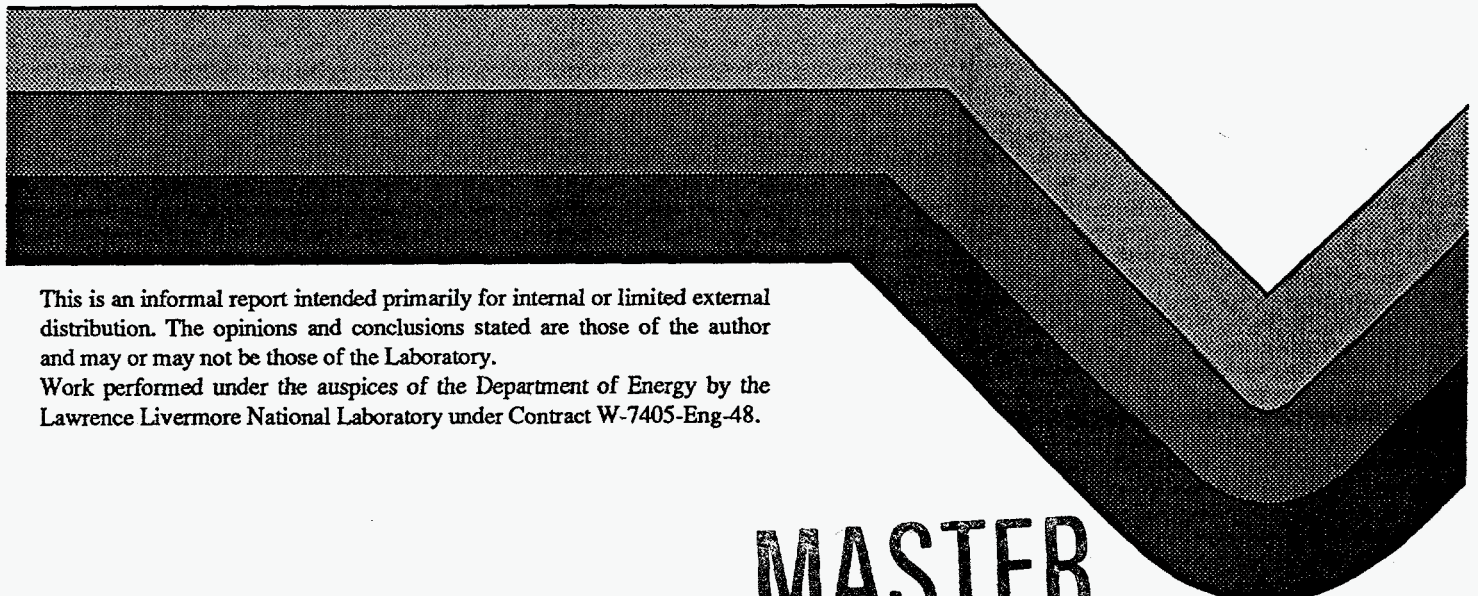 This is an informal report intended primarily for internal or limited external
distribution. The opinions and conclusions stated are those of the author
and may or may not be those of the Laboratory.
Work performed under the auspices of the Department of Energy by the
Lawrence Livermore National Laboratory under Contract W-7405-Eng-48.
MASTER